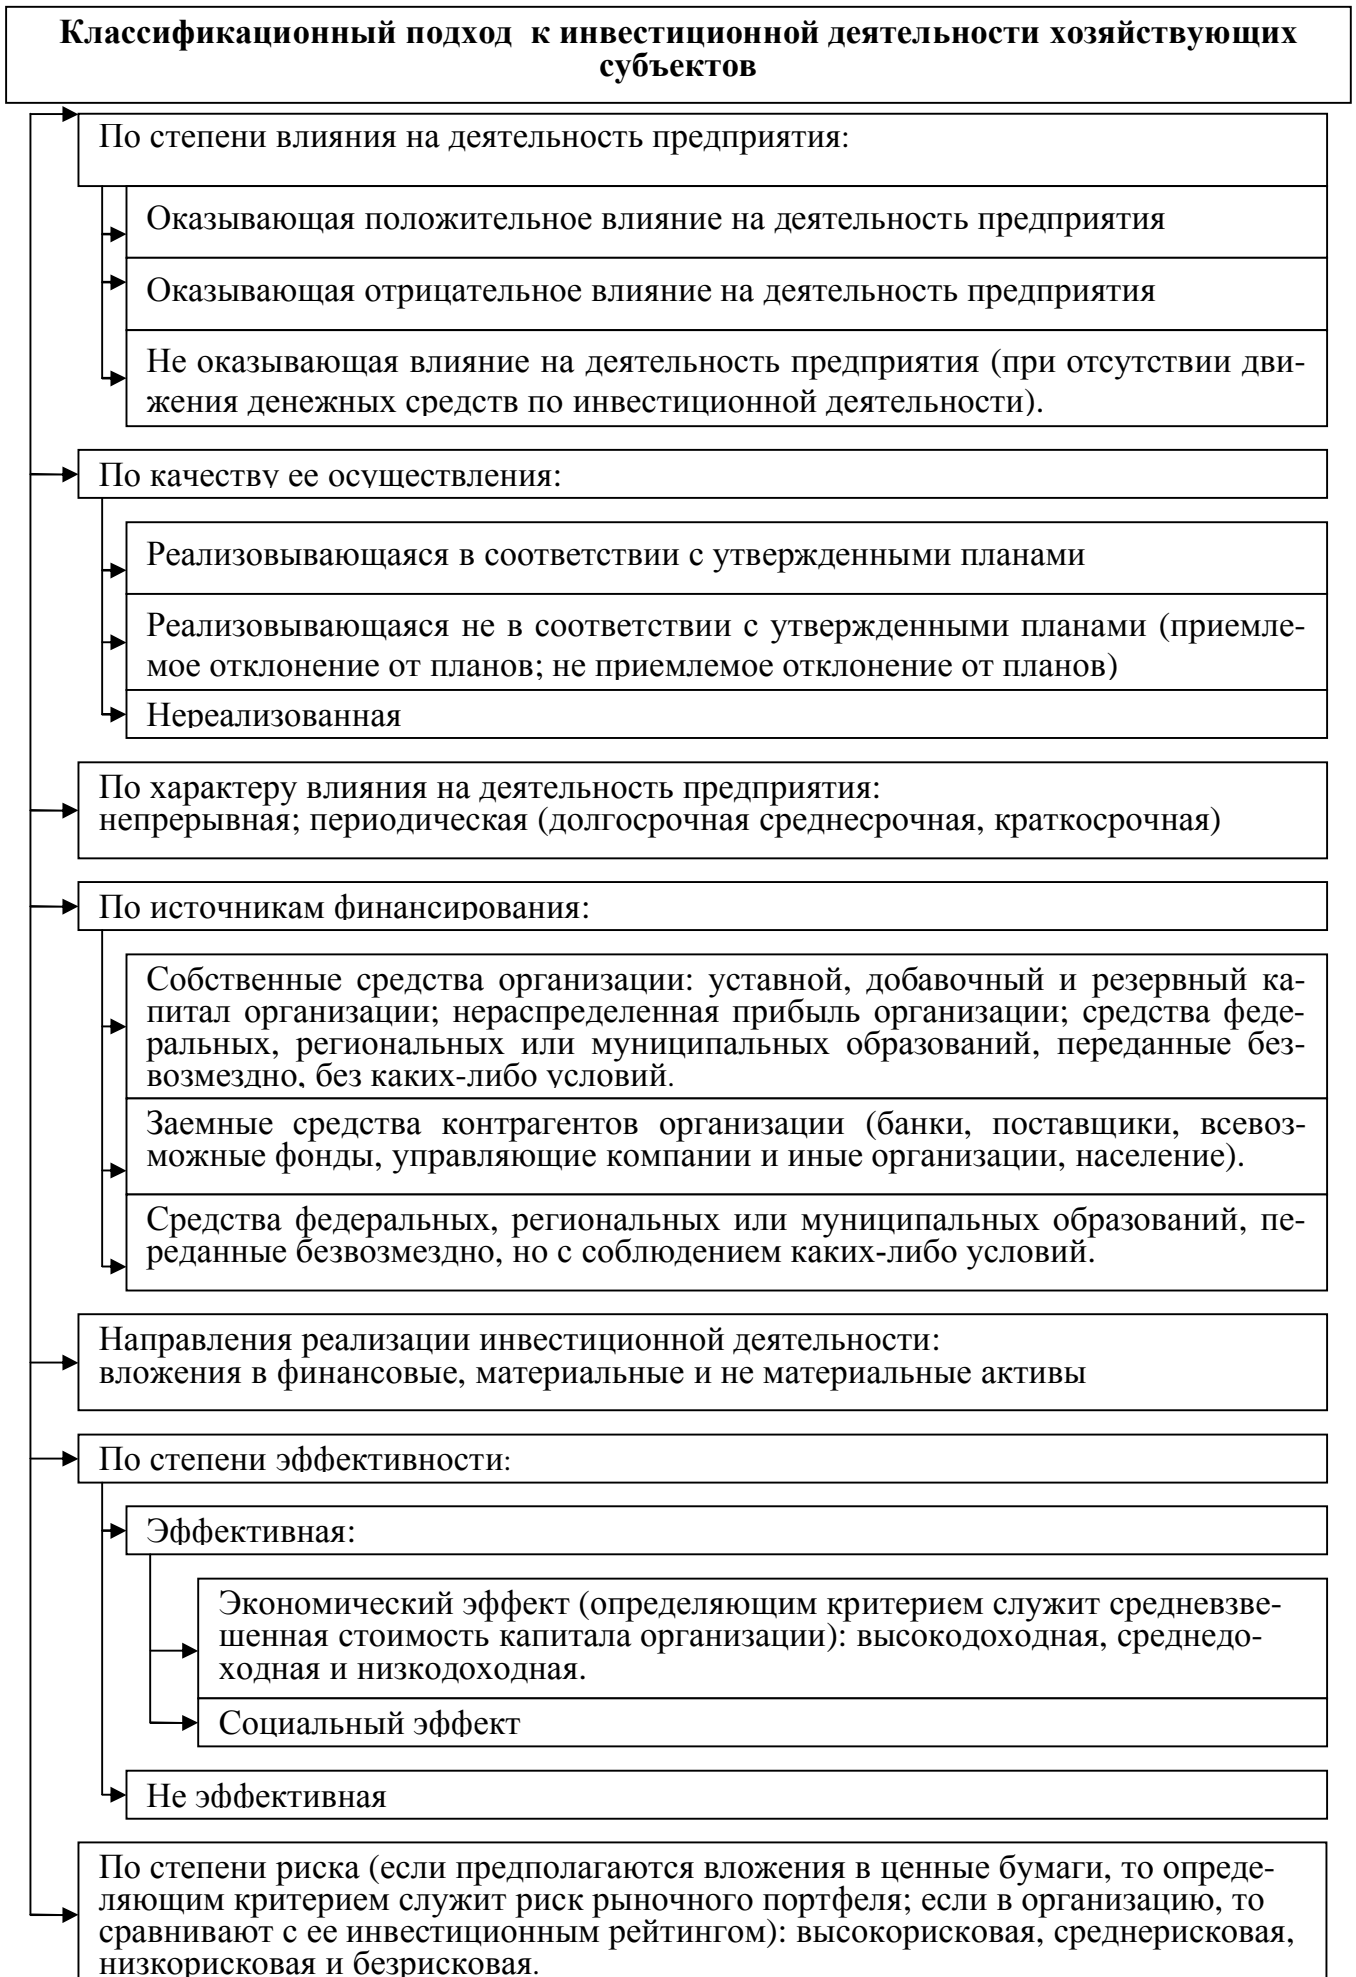 Классификационный подход к инвестиционной деятельности хозяйствующих
субъектов
По степени влияния на деятельность предприятия:
Оказывающая положительное влияние на деятельность предприятия
Оказывающая отрицательное влияние на деятельность предприятия
Не оказывающая влияние на деятельность предприятия (при отсутствии дви-
жения денежных средств по инвестиционной деятельности).
По качеству ее осуществления:
Реализовывающаяся в соответствии с утвержденными планами
Реализовывающаяся не в соответствии с утвержденными планами (приемле-
мое отклонение от планов; не приемлемое отклонение от планов)
Нереализованная
По характеру влияния на деятельность предприятия:
непрерывная; периодическая (долгосрочная среднесрочная, краткосрочная)
По источникам финансирования:
Собственные средства организации: уставной, добавочный и резервный ка-
питал организации; нераспределенная прибыль организации; средства феде-
ральных, региональных или муниципальных образований, переданные без-
возмездно, без каких-либо условий.
Заемные средства контрагентов организации (банки, поставщики, всевоз-
можные фонды, управляющие компании и иные организации, население).
Средства федеральных, региональных или муниципальных образований, пе-
реданные безвозмездно, но с соблюдением каких-либо условий.
Направления реализации инвестиционной деятельности:
вложения в финансовые, материальные и не материальные активы
По степени эффективности:
Эффективная:
Экономический эффект (определяющим критерием служит средневзве-
шенная стоимость капитала организации): высокодоходная, среднедо-
ходная и низкодоходная.
Социальный эффект
Не эффективная
По степени риска (если предполагаются вложения в ценные бумаги, то опреде-
ляющим критерием служит риск рыночного портфеля; если в организацию, то
сравнивают с ее инвестиционным рейтингом): высокорисковая, среднерисковая,
низкорисковая и безрисковая.